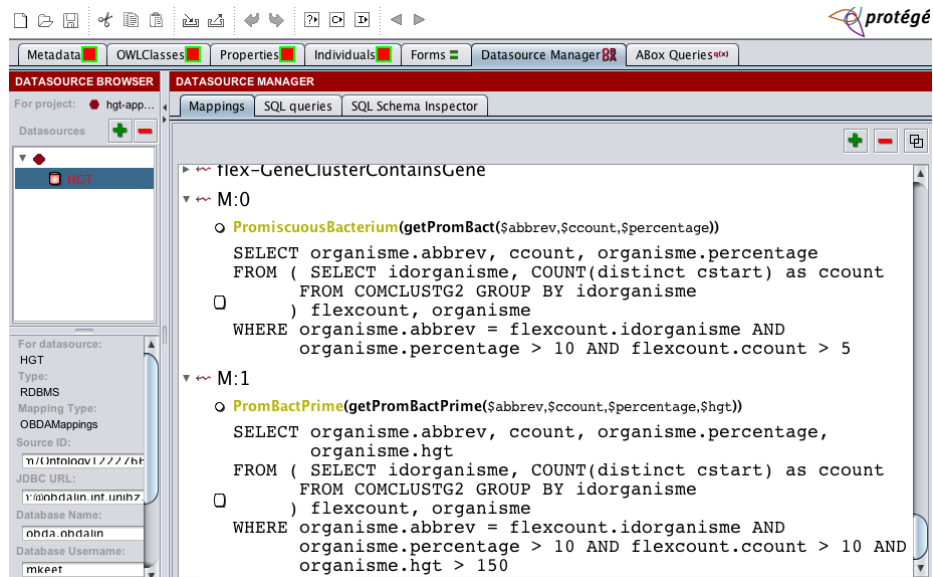 protégé
Metadata OWLClasses Properties Individuals Forms Datasource Manager ABox Queries q(x)
DATASOURCE BROWSER DATASOURCE MANAGER
For project: hgt-app...
Mappings SQL queries SQL Schema Inspector
Datasources
HGT
flex-GeneClusterContainsGene
M:0
PromiscuousBacterium(getPromBact($abbrev,$ccount,$percentage))
SELECT organisme.abbrev, ccount, organisme.percentage
FROM ( SELECT idorganisme, COUNT(distinct cstart) as ccount
FROM COMCLUSTG2 GROUP BY idorganisme
) flexcount, organisme
WHERE organisme.abbrev = flexcount.idorganisme AND
organisme.percentage > 10 AND flexcount.ccount > 5
M:1
PromBactPrime(getPromBactPrime($abbrev,$ccount,$percentage,$hgt))
SELECT organisme.abbrev, ccount, organisme.percentage,
organisme.hgt
FROM ( SELECT idorganisme, COUNT(distinct cstart) as ccount
FROM COMCLUSTG2 GROUP BY idorganisme
) flexcount, organisme
WHERE organisme.abbrev = flexcount.idorganisme AND
organisme.percentage > 10 AND flexcount.ccount > 10 AND
organisme.hgt > 150
For datasource:
HGT
Type:
RDBMS
Mapping Type:
OBDAMappings
Source ID:
JDBC URL:
Database Name:
obda.obdalin
Database Username:
mkeet